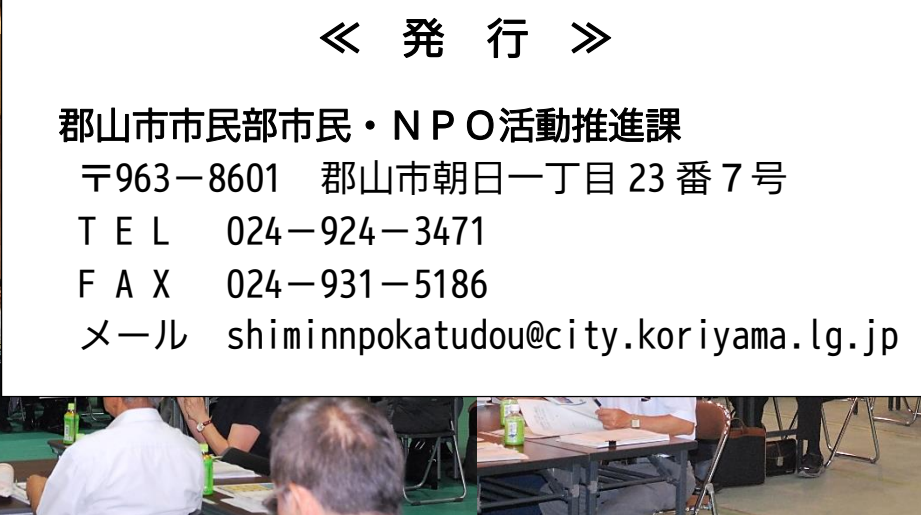 ≪ 発 行 ≫
郡山市市民部市民・ＮＰＯ活動推進課
〒963－8601 郡山市朝日一丁目 23 番７号
ＴＥＬ 024－924－3471
ＦＡＸ 024－931－5186
メール shiminnpokatudou@city.koriyama.lg.jp